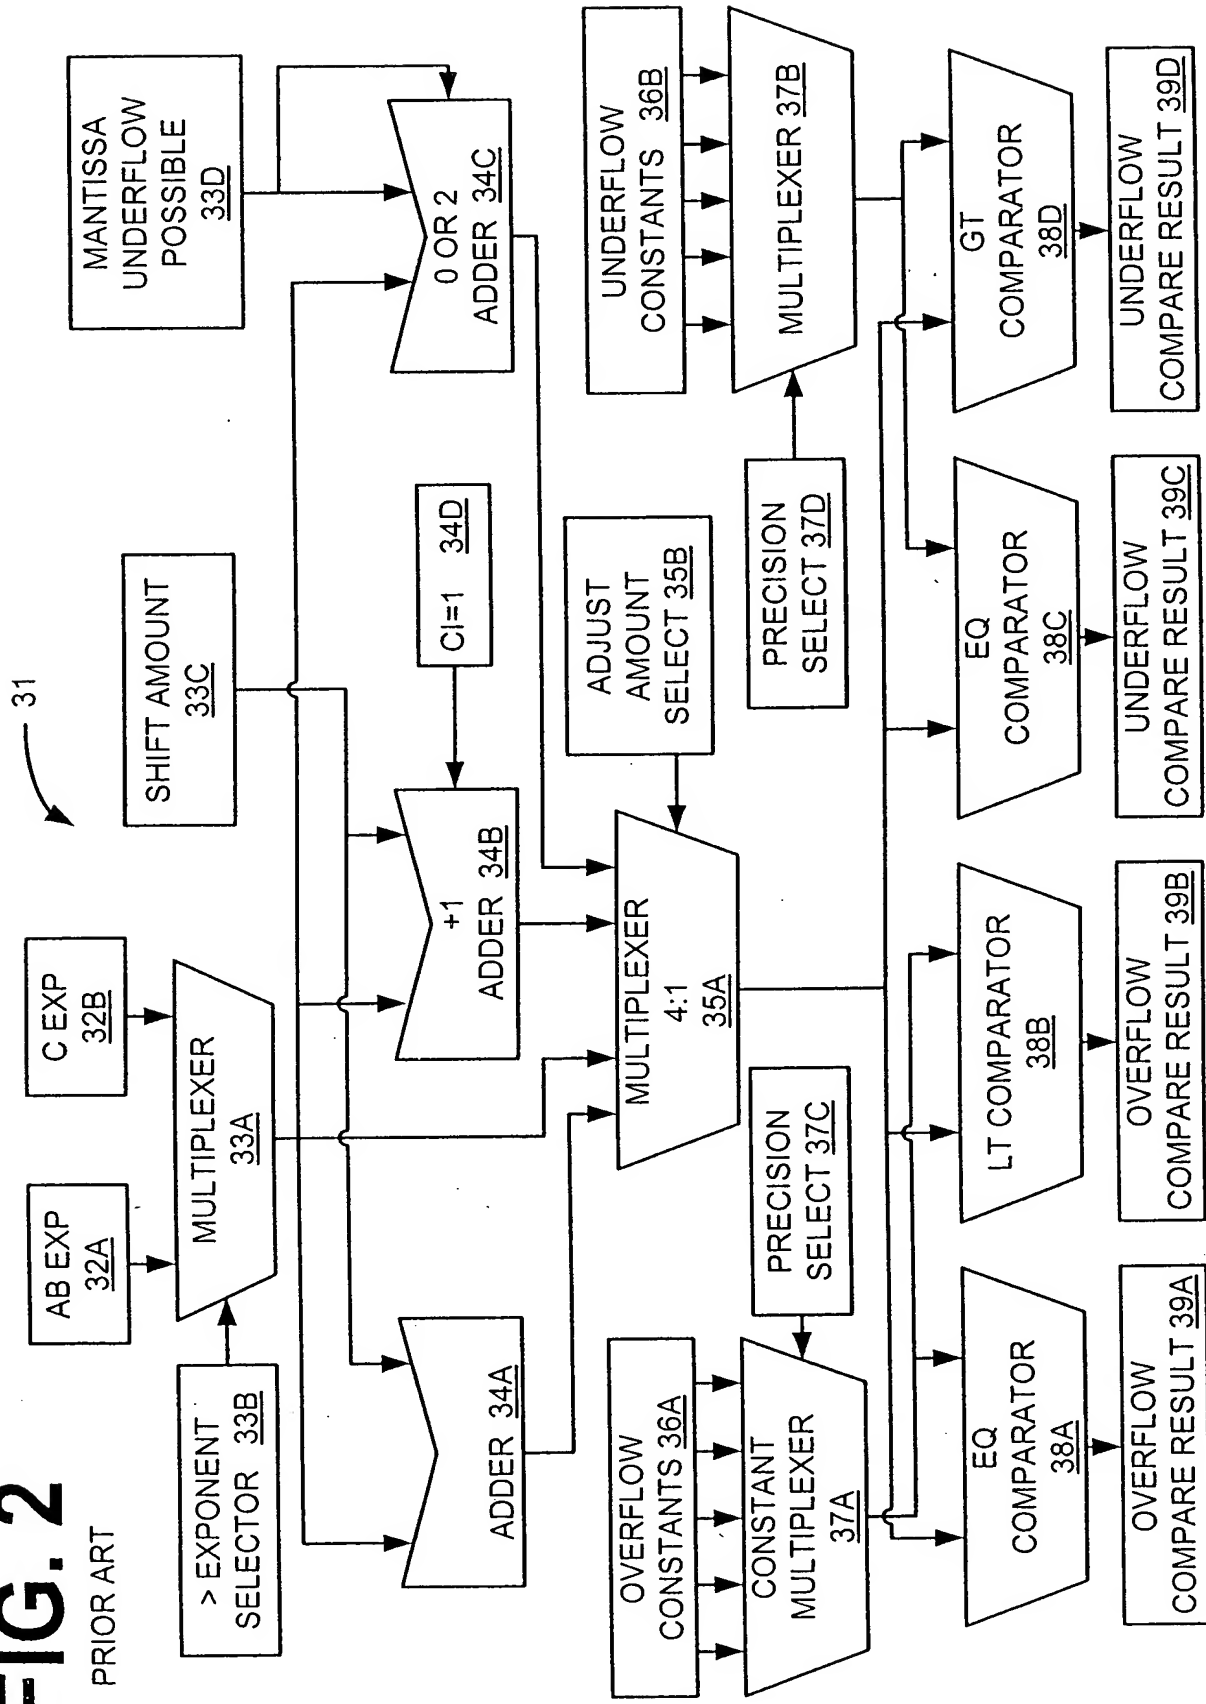 FIG. 2
PRIOR ART
31
AB EXP
32A
C EXP
32B
> EXPONENT
SELECTOR 33B
MULTIPLEXER
33A
SHIFT AMOUNT
33C
MANTISSA
UNDERFLOW
POSSIBLE
33D
ADDER 34A
+1
ADDER 34B
CI=1 34D
0 OR 2
ADDER 34C
MULTIPLEXER
4:1
35A
ADJUST
AMOUNT
SELECT 35B
OVERFLOW
CONSTANTS 36A
UNDERFLOW
CONSTANTS 36B
CONSTANT
MULTIPLEXER
37A
PRECISION
SELECT 37C
PRECISION
SELECT 37D
MULTIPLEXER 37B
EQ
COMPARATOR
38A
LT COMPARATOR
38B
EQ
COMPARATOR
38C
GT
COMPARATOR
38D
OVERFLOW
COMPARE RESULT 39A
OVERFLOW
COMPARE RESULT 39B
UNDERFLOW
COMPARE RESULT 39C
UNDERFLOW
COMPARE RESULT 39D